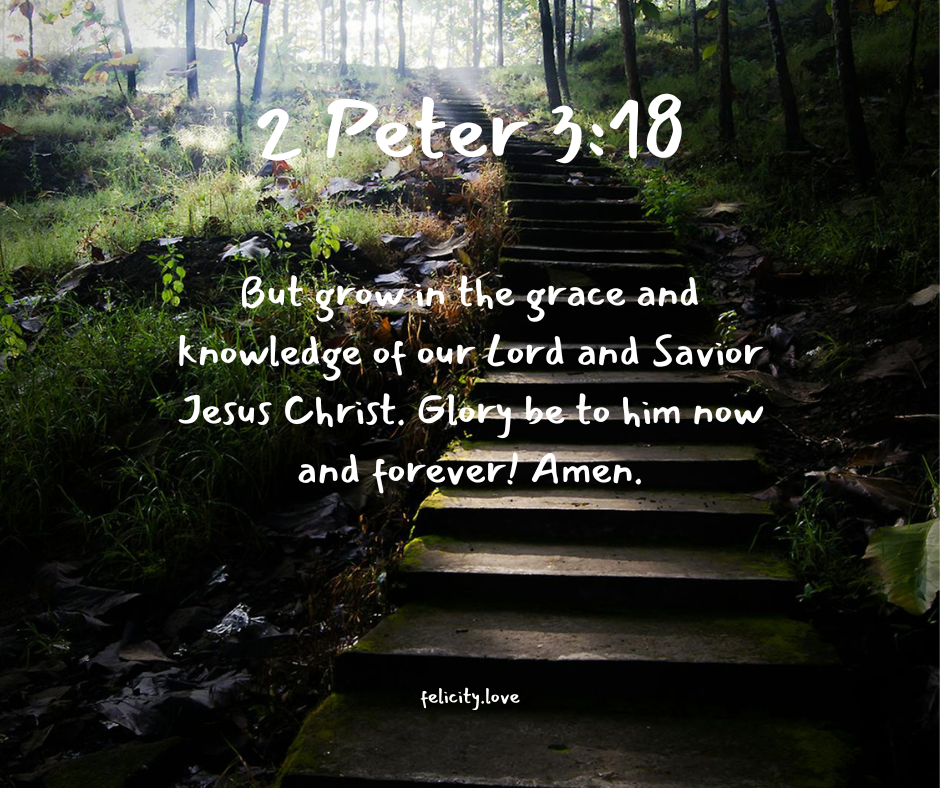 2 Peter 3:18
But grow in the grace and
knowledge of our Lord and Savior
Jesus Christ. Glory be to him now
and forever! Amen.
felicity.love